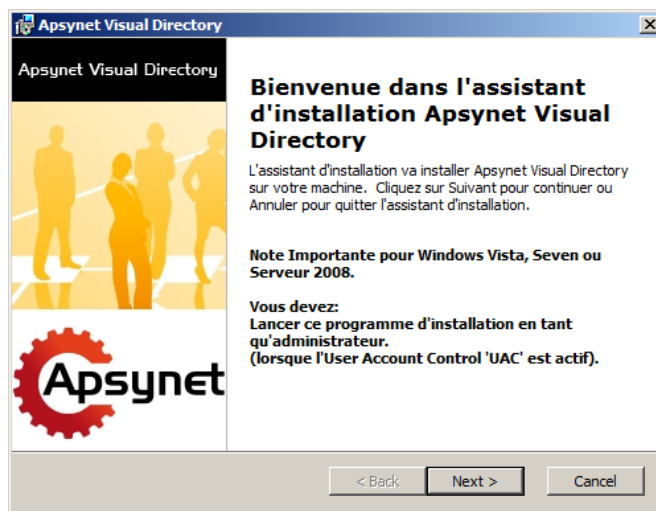 Apsynet Visual Directory
Apsynet Visual Directory
Bienvenue dans l'assistant
d'installation Apsynet Visual
Directory
L'assistant d'installation va installer Apsynet Visual Directory
sur votre machine.  Cliquez sur Suivant pour continuer ou
Annuler pour quitter l'assistant d'installation.
Note Importante pour Windows Vista, Seven ou
Serveur 2008.
Vous devez:
Lancer ce programme d'installation en tant
qu'administrateur.
(lorsque l'User Account Control 'UAC' est actif).
Apsynet
< Back Next > Cancel